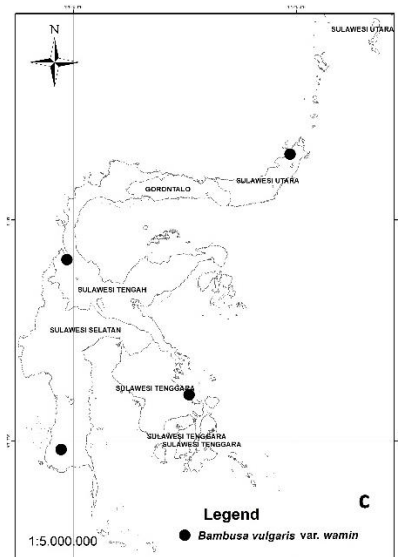 SULAWESI UTARA
N
SULAWESI UTARA
GORONTALO
SULAWESI TENGAH
SULAWESI SELATAN
SULAWESI TENGGARA
SULAWESI TENGGARA
SULAWESI TENGGARA
C
Legend
1:5.000.000
Bambusa vulgaris var. wamin